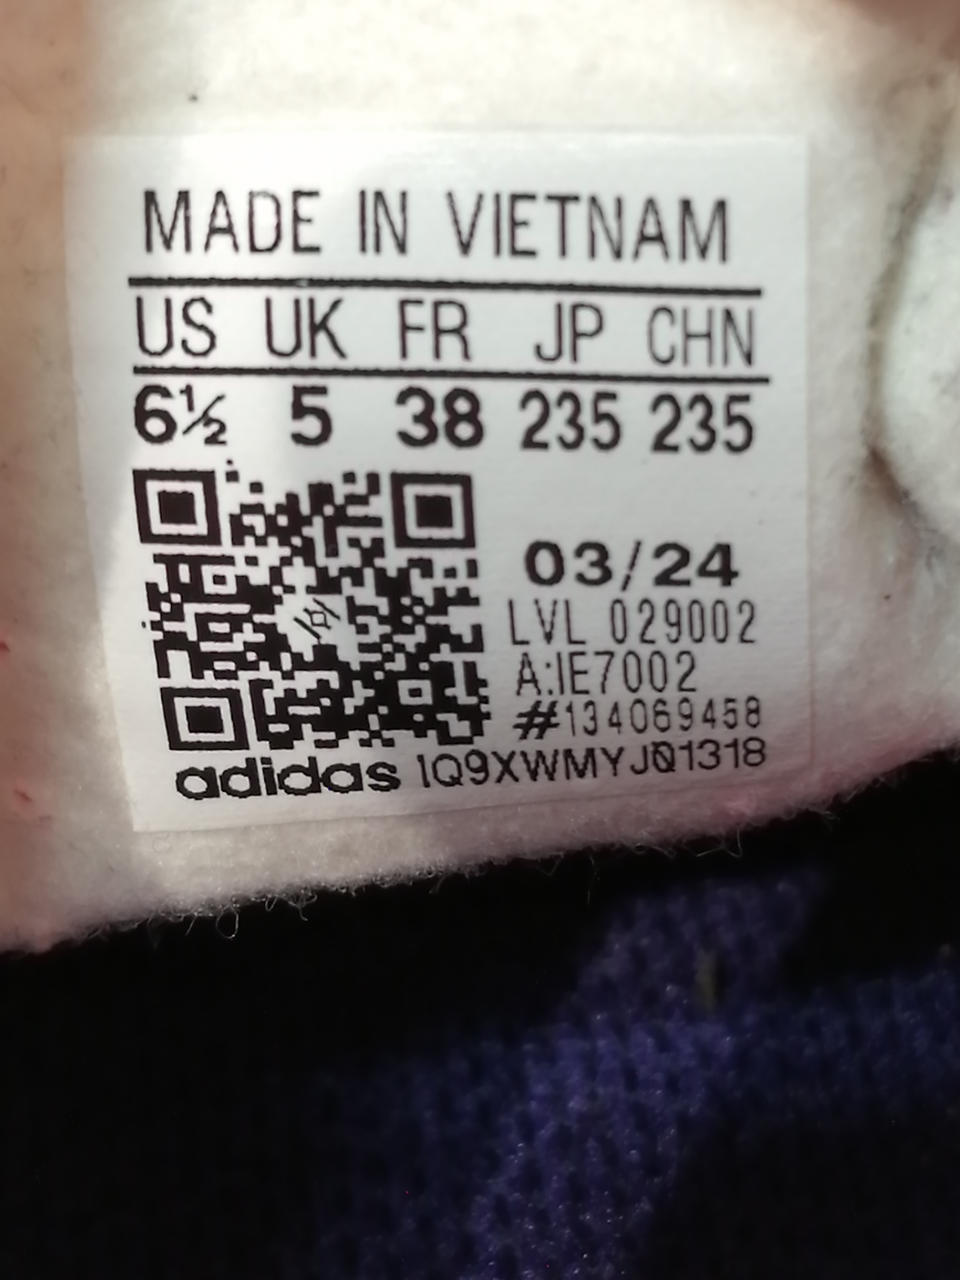 MADE IN VIETNAM
US UK FR JP CHN
6½ 5 38 235 235
03/24
LVL 029002
A:IE7002
#134069458
adidas 1Q9XWMYJ01318